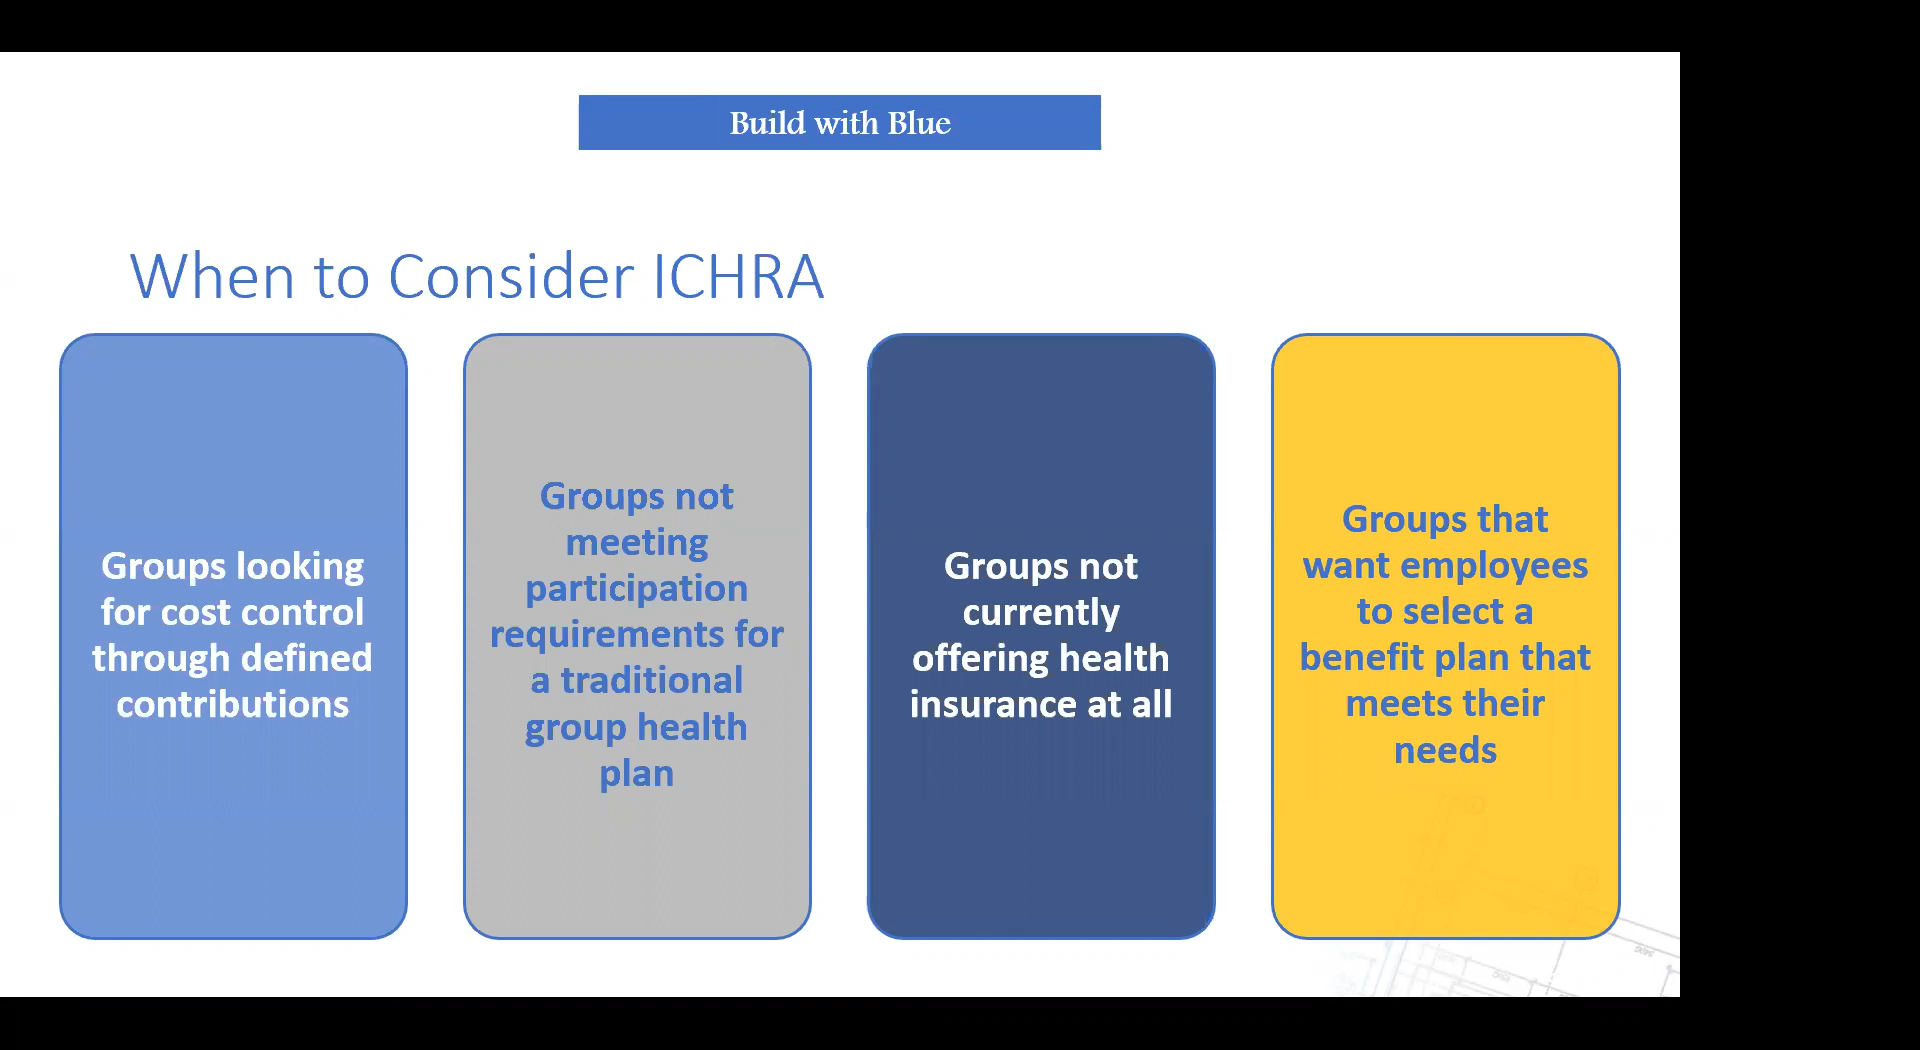 Build with Blue
When to Consider ICHRA
Groups looking
for cost control
through defined
contributions
Groups not
meeting
participation
requirements for
a traditional
group health
plan
Groups not
currently
offering health
insurance at all
Groups that
want employees
to select a
benefit plan that
meets their
needs